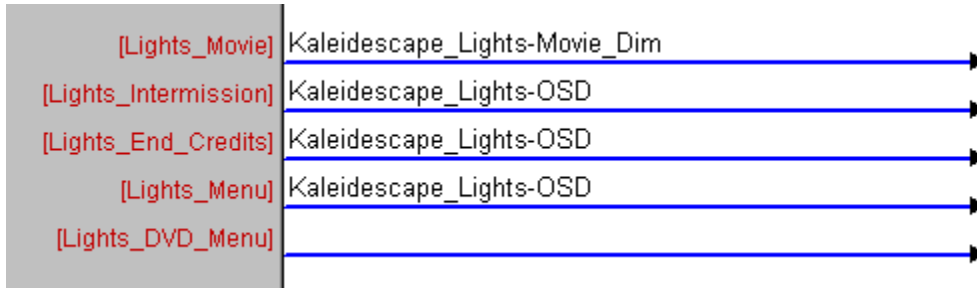 [Lights_Movie] Kaleidescape_Lights-Movie_Dim
[Lights_Intermission] Kaleidescape_Lights-OSD
[Lights_End_Credits] Kaleidescape_Lights-OSD
[Lights_Menu] Kaleidescape_Lights-OSD
[Lights_DVD_Menu]